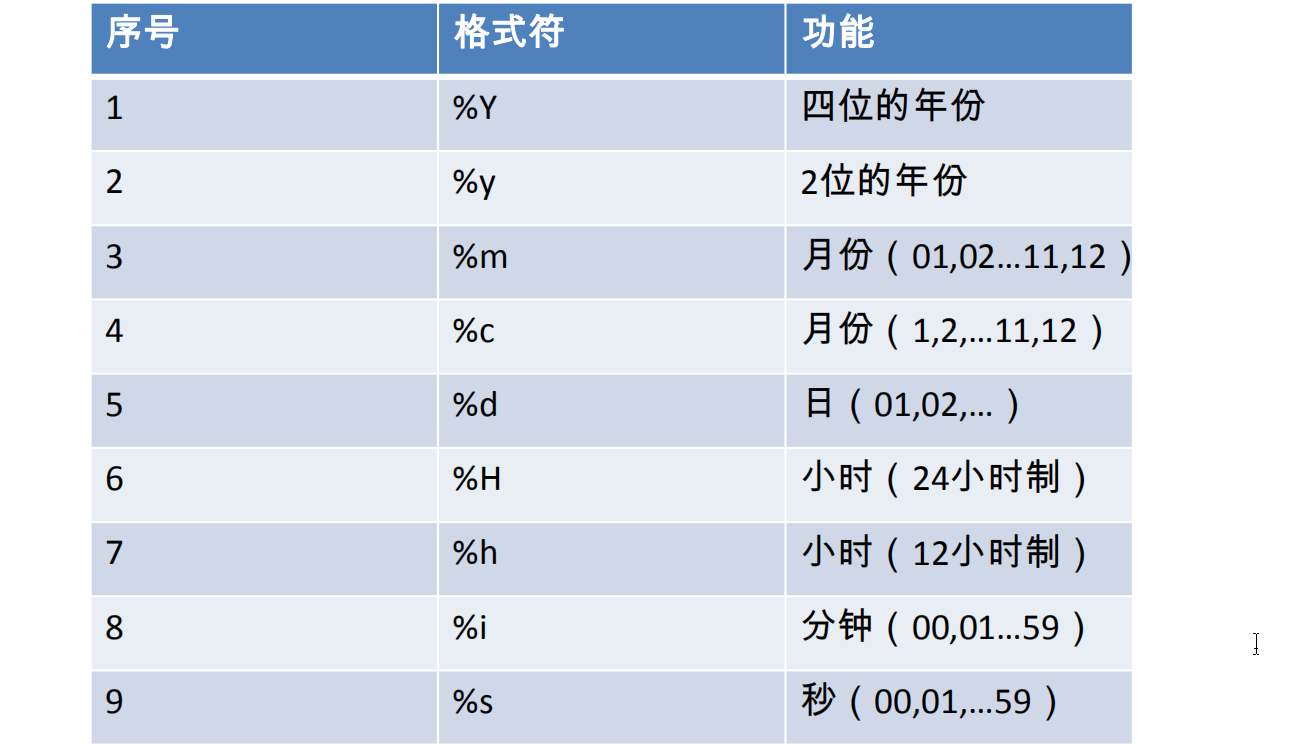 序号 格式符 功能
1 %Y 四位的年份
2 %y 2位的年份
3 %m 月份（01,02…11,12）
4 %c 月份（1,2,…11,12）
5 %d 日（01,02,…）
6 %H 小时（24小时制）
7 %h 小时（12小时制）
8 %i 分钟（00,01…59）
9 %s 秒（00,01,…59）